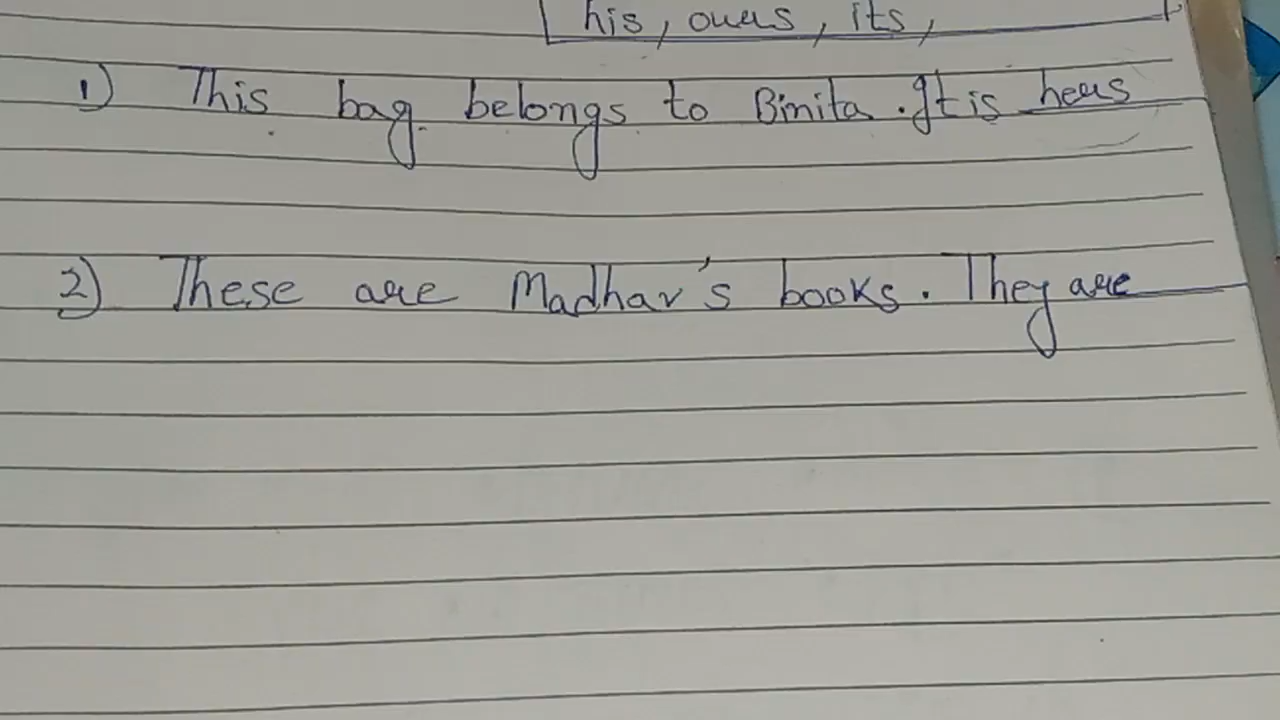 his, ours, its,
1) This bag belongs to Binita. It is hers
2) These are Madhav's books. They are